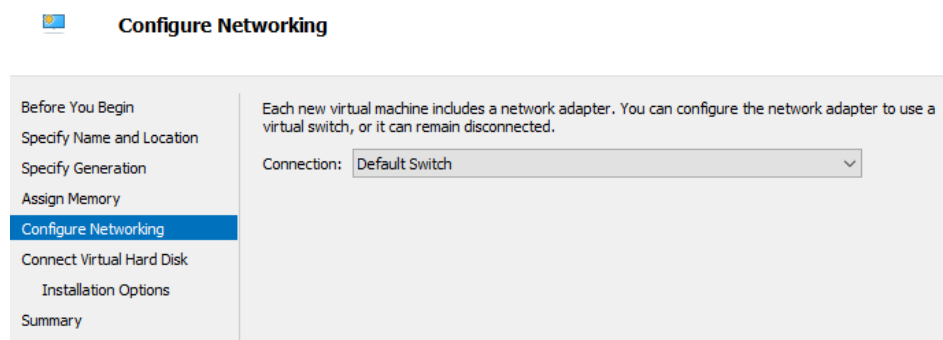 Configure Networking
Before You Begin
Specify Name and Location
Specify Generation
Assign Memory
Configure Networking
Connect Virtual Hard Disk
Installation Options
Summary
Each new virtual machine includes a network adapter. You can configure the network adapter to use a
virtual switch, or it can remain disconnected.
Connection: Default Switch